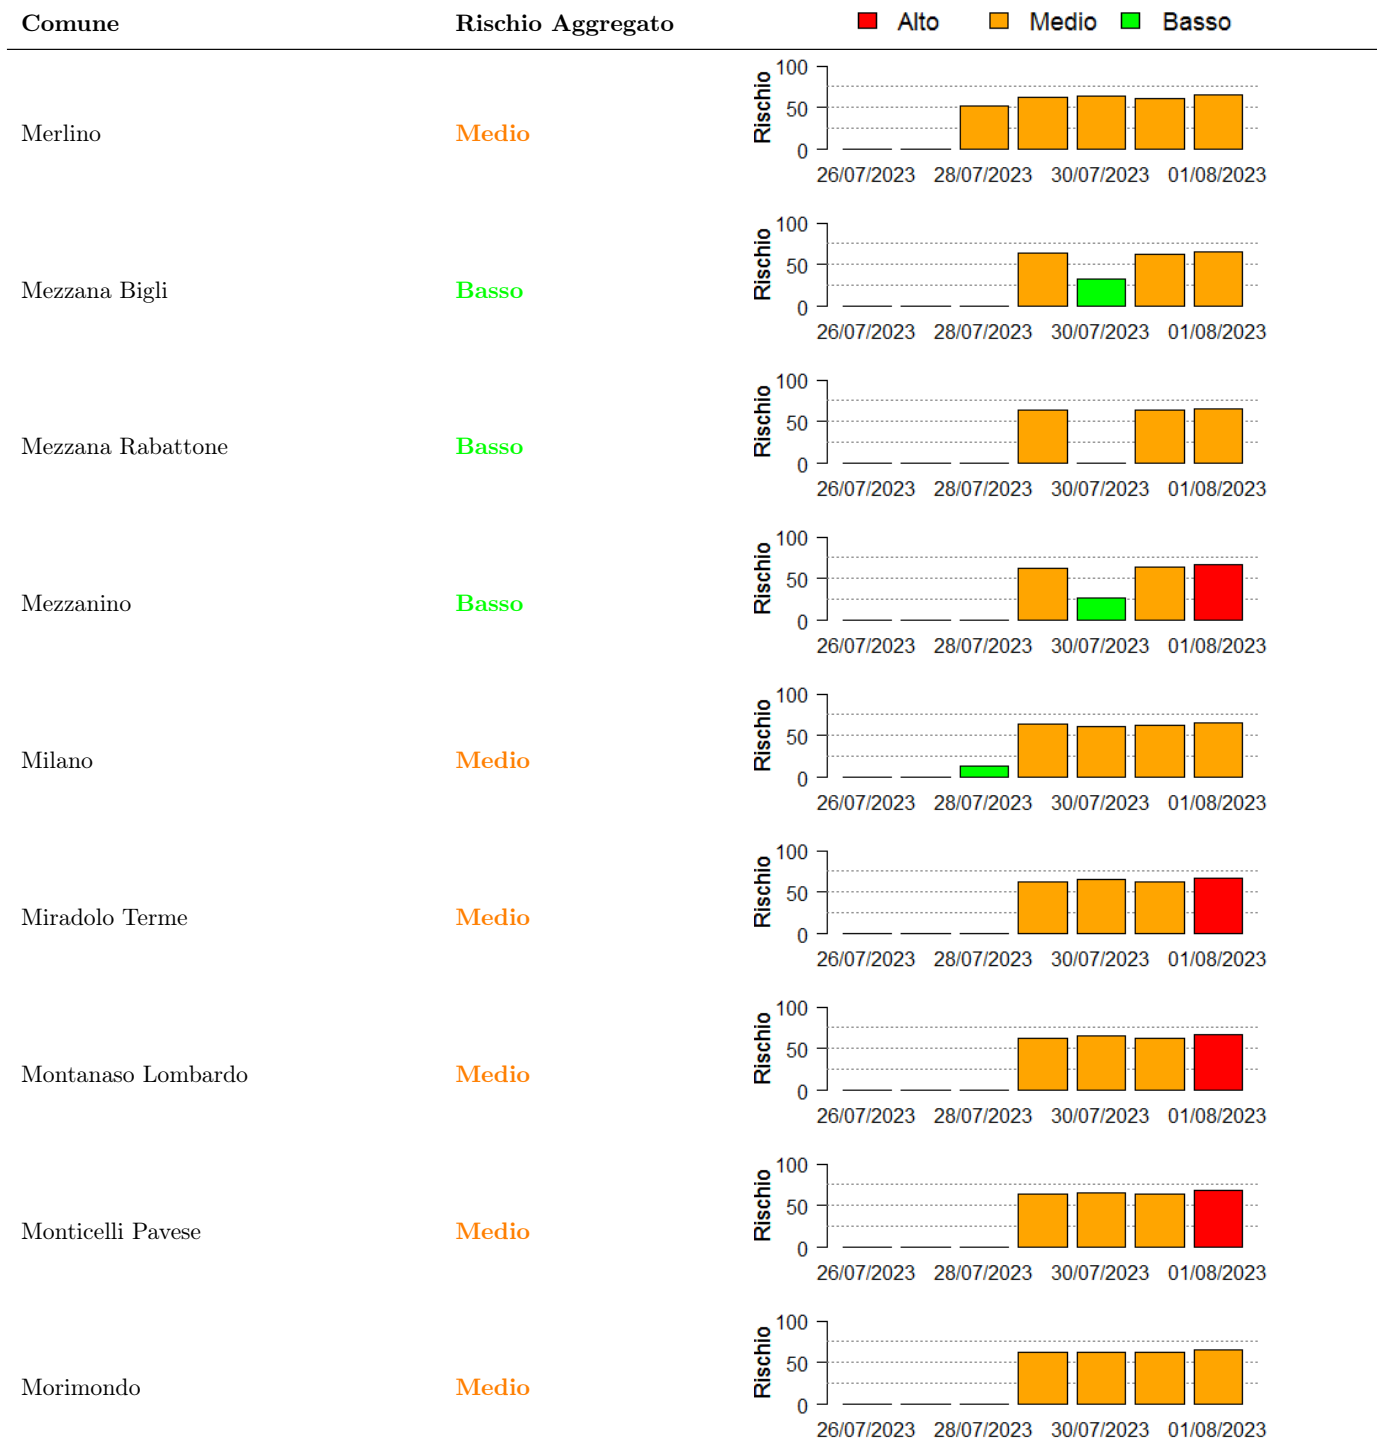 Comune Rischio Aggregato Alto Medio Basso
100
50
0
Rischio
Merlino Medio
26/07/2023 28/07/2023 30/07/2023 01/08/2023
100
50
0
Rischio
Mezzana Bigli Basso
26/07/2023 28/07/2023 30/07/2023 01/08/2023
100
50
0
Rischio
Mezzana Rabattone Basso
26/07/2023 28/07/2023 30/07/2023 01/08/2023
100
50
0
Rischio
Mezzanino Basso
26/07/2023 28/07/2023 30/07/2023 01/08/2023
100
50
0
Rischio
Milano Medio
26/07/2023 28/07/2023 30/07/2023 01/08/2023
100
50
0
Rischio
Miradolo Terme Medio
26/07/2023 28/07/2023 30/07/2023 01/08/2023
100
50
0
Rischio
Montanaso Lombardo Medio
26/07/2023 28/07/2023 30/07/2023 01/08/2023
100
50
0
Rischio
Monticelli Pavese Medio
26/07/2023 28/07/2023 30/07/2023 01/08/2023
100
50
0
Rischio
Morimondo Medio
26/07/2023 28/07/2023 30/07/2023 01/08/2023